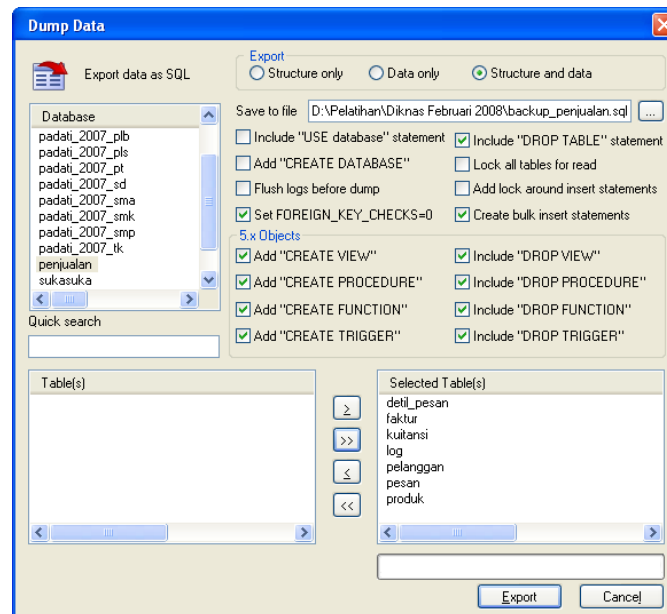 Dump Data
Export data as SQL
Export
Structure only
Data only
Structure and data
Database
padati_2007_plb
padati_2007_pls
padati_2007_pt
padati_2007_sd
padati_2007_sma
padati_2007_smk
padati_2007_smp
padati_2007_tk
penjualan
sukasuka
Quick search
Save to file D:\Pelatihan\Diknas Februari 2008\backup_penjualan.sql ...
Include "USE database" statement
Include "DROP TABLE" statement
Add "CREATE DATABASE"
Lock all tables for read
Flush logs before dump
Add lock around insert statements
Set FOREIGN_KEY_CHECKS=0
Create bulk insert statements
5.x Objects
Add "CREATE VIEW"
Include "DROP VIEW"
Add "CREATE PROCEDURE"
Include "DROP PROCEDURE"
Add "CREATE FUNCTION"
Include "DROP FUNCTION"
Add "CREATE TRIGGER"
Include "DROP TRIGGER"
Table(s)
>
>>
<
<<
Selected Table(s)
detil_pesan
faktur
kuitansi
log
pelanggan
pesan
produk
Export
Cancel